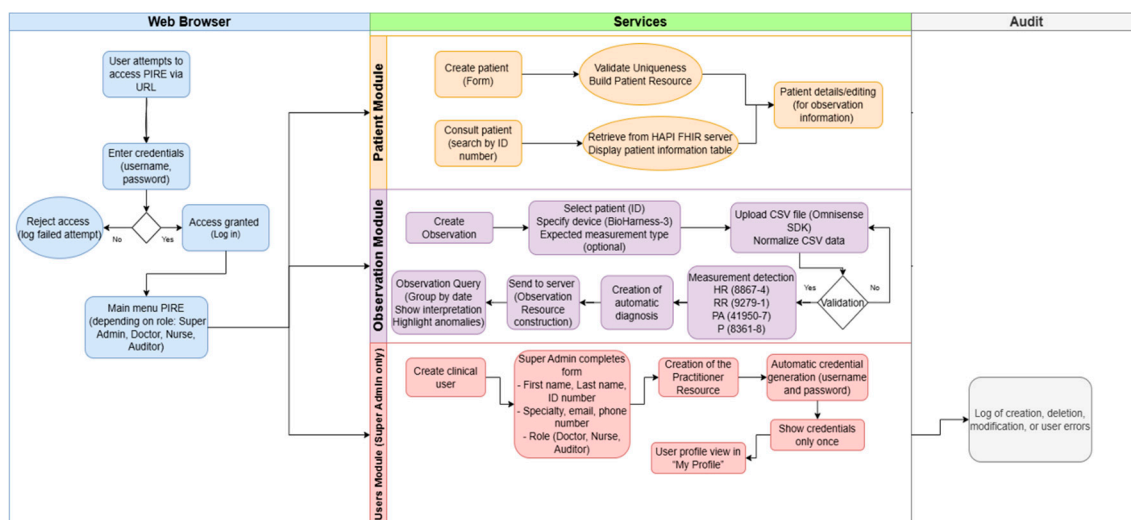 Web Browser
Services
Audit
User attempts to
access PIRE via
URL
Enter credentials
(username,
password)
Reject access
(log failed attempt)
No
Yes
Access granted
(Log in)
Main menu PIRE
(depending on role: Super
Admin, Doctor, Nurse,
Auditor)
Patient Module
Create patient
(Form)
Validate Uniqueness
Build Patient Resource
Patient details/editing
(for observation
information)
Consult patient
(search by ID
number)
Retrieve from HAPI FHIR server
Display patient information table
Observation Module
Create
Observation
Select patient (ID)
Specify device (BioHarness-3)
Expected measurement type
(optional)
Upload CSV file (Omnisense
SDK)
Normalize CSV data
Validation
Yes
No
Measurement detection
HR (8867-4)
RR (9279-1)
PA (41950-7)
P (8361-8)
Creation of
automatic
diagnosis
Send to server
(Observation
Resource
construction)
Observation Query
(Group by date
Show interpretation
Highlight anomalies)
Users Module (Super AdmIn only)
Create clinical
user
Super Admin completes
form
- First name, Last name,
ID number
- Specialty, email, phone
number
- Role (Doctor, Nurse,
Auditor)
Creation of the
Practitioner
Resource
Automatic credential
generation (username
and password)
Show credentials
only once
User profile view in
"My Profile"
Log of creation, deletion,
modification, or user errors